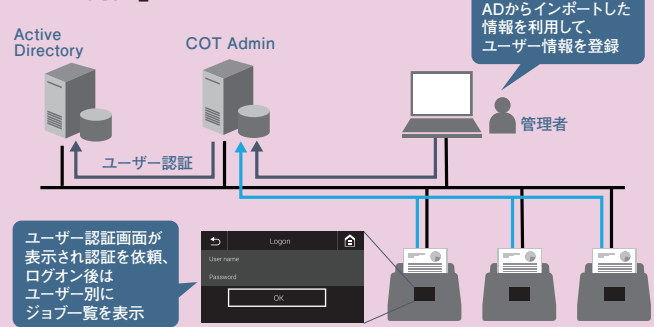 ADからインポートした
情報を利用して、
ユーザー情報を登録
Active
Directory
COT Admin
管理者
ユーザー認証
ユーザー認証画面が
表示され認証を依頼、
ログオン後は
ユーザー別に
ジョブ一覧を表示
Logon
User name
Password
OK